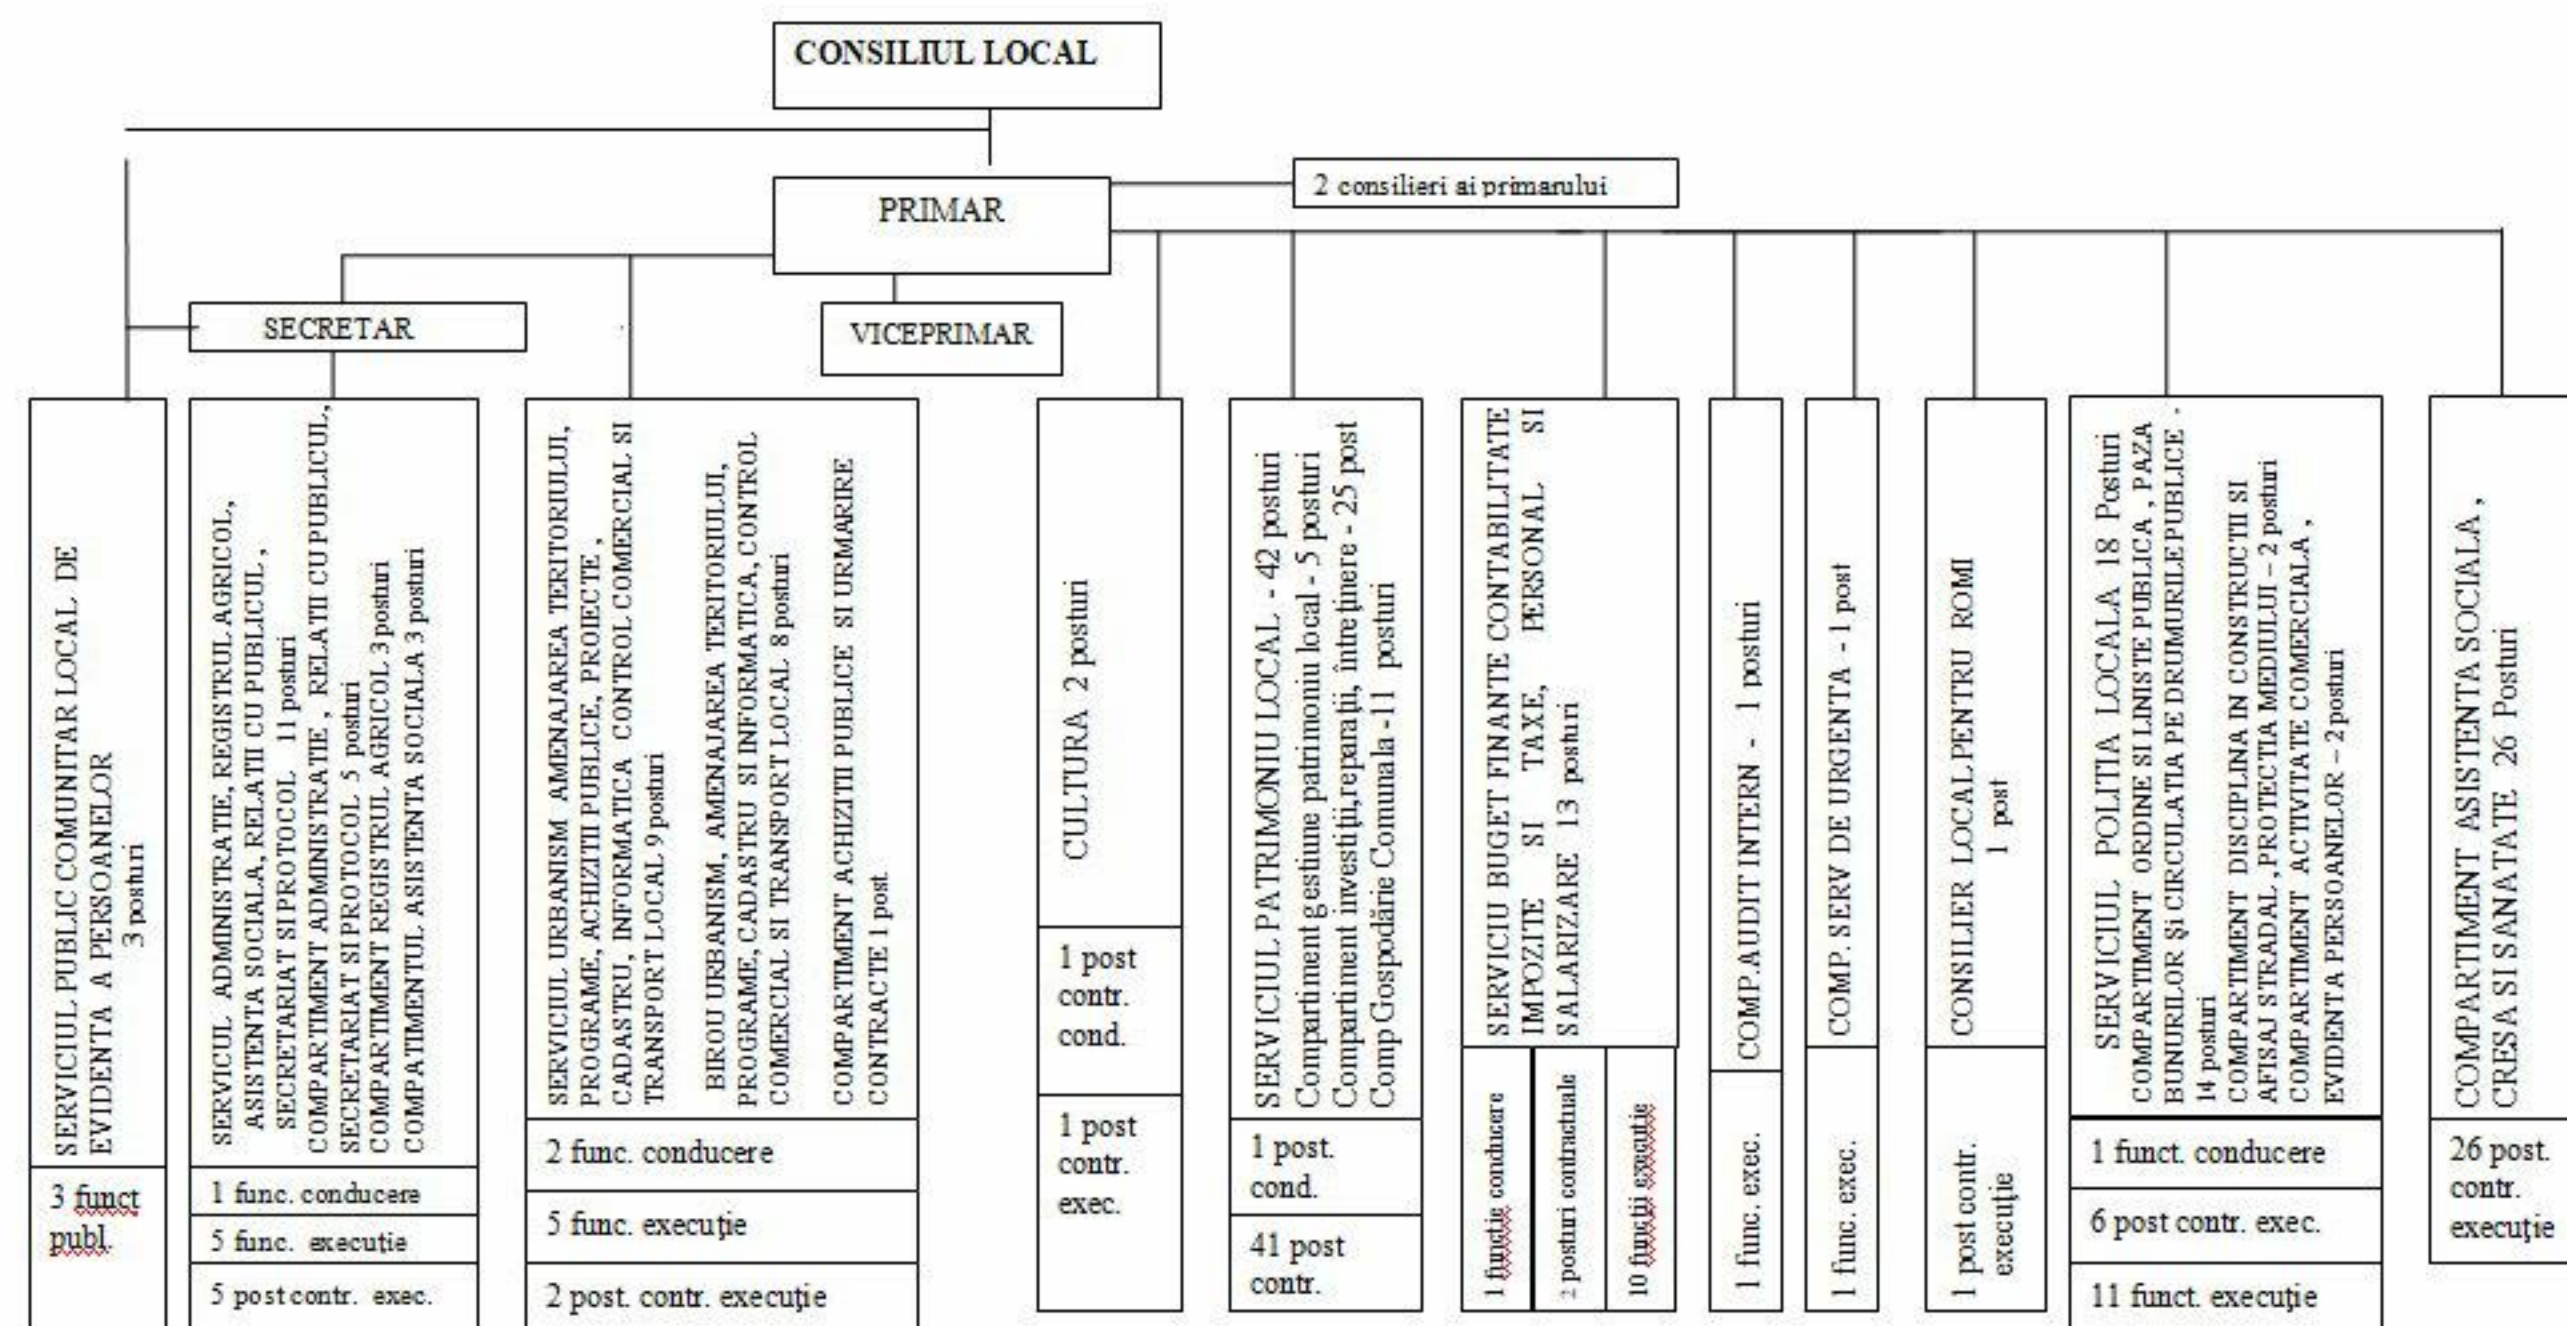 CONSILIUL LOCAL
PRIMAR
2 consilieri ai primarului
SECRETAR
VICEPRIMAR
SERVICIUL PUBLIC COMUNITAR LOCAL DE
EVIDENTA A PERSOANELOR
3 posturi
3 funct
publ.
SERVICUL ADMINISTRATIE, REGISTRUL AGRICOL,
ASISTENTA SOCIALA, RELATII CU PUBLICUL,
SECRETARIAT SI PROTOCOL 11 posturi
COMPARTIMENT ADMINISTRATIE, RELATII CU PUBLICUL,
SECRETARIAT SI PROTOCOL 5 posturi
COMPARTIMENT REGISTRUL AGRICOL 3 posturi
COMPATIMENTUL ASISTENTA SOCIALA 3 posturi
1 func. conducere
5 func. execuţie
5 post contr. exec.
SERVICIUL URBANISM AMENAJAREA TERITORIULUI,
PROGRAME, ACHIZITII PUBLICE, PROIECTE,
CADASTRU, INFORMATICA CONTROL COMERCIAL SI
TRANSPORT LOCAL 9 posturi
BIROU URBANISM, AMENAJAREA TERITORIULUI,
PROGRAME, CADASTRU SI INFORMATICA, CONTROL
COMERCIAL SI TRANSPORT LOCAL 8 posturi
COMPARTIMENT ACHIZITII PUBLICE SI URMARIRE
CONTRACTE 1 post
2 func. conducere
5 func. execuţie
2 post. contr. execuţie
CULTURA 2 posturi
1 post
contr.
cond.
1 post
contr.
exec.
SERVICIUL PATRIMONIU LOCAL - 42 posturi
Compartiment gestiune patrimoniu local - 5 posturi
Compartiment investiţii,reparaţii, întreţinere - 25 post
Comp Gospodărie Comunala -11 posturi
1 post.
cond.
41 post
contr.
SERVICIU BUGET FINANTE CONTABILITATE
IMPOZITE SI TAXE, PERSONAL SI
SALARIZARE 13 posturi
1 funcţie conducere
2 posturi contractuale
10 funcţii execuţie
COMP.AUDIT INTERN - 1 posturi
1 func. exec.
COMP. SERV DE URGENTA - 1 post
1 func. exec.
CONSILIER LOCAL PENTRU ROMI
1 post
1 post contr.
execuţie
SERVICIUL POLITIA LOCALA 18 Posturi
COMPARTIMENT ORDINE SI LINISTE PUBLICA , PAZA
BUNURILOR Şi CIRCULATIA PE DRUMURILE PUBLICE .
14 posturi
COMPARTIMENT DISCIPLINA IN CONSTRUCTII SI
AFISAJ STRADAL ,PROTECTIA MEDIULUI – 2 posturi
COMPARTIMENT ACTIVITATE COMERCIALA ,
EVIDENTA PERSOANELOR – 2 posturi
1 funct. conducere
6 post contr. exec.
11 funct. execuţie
COMPARTIMENT ASISTENTA SOCIALA ,
CRESA SI SANATATE 26 Posturi
26 post.
contr.
execuţie